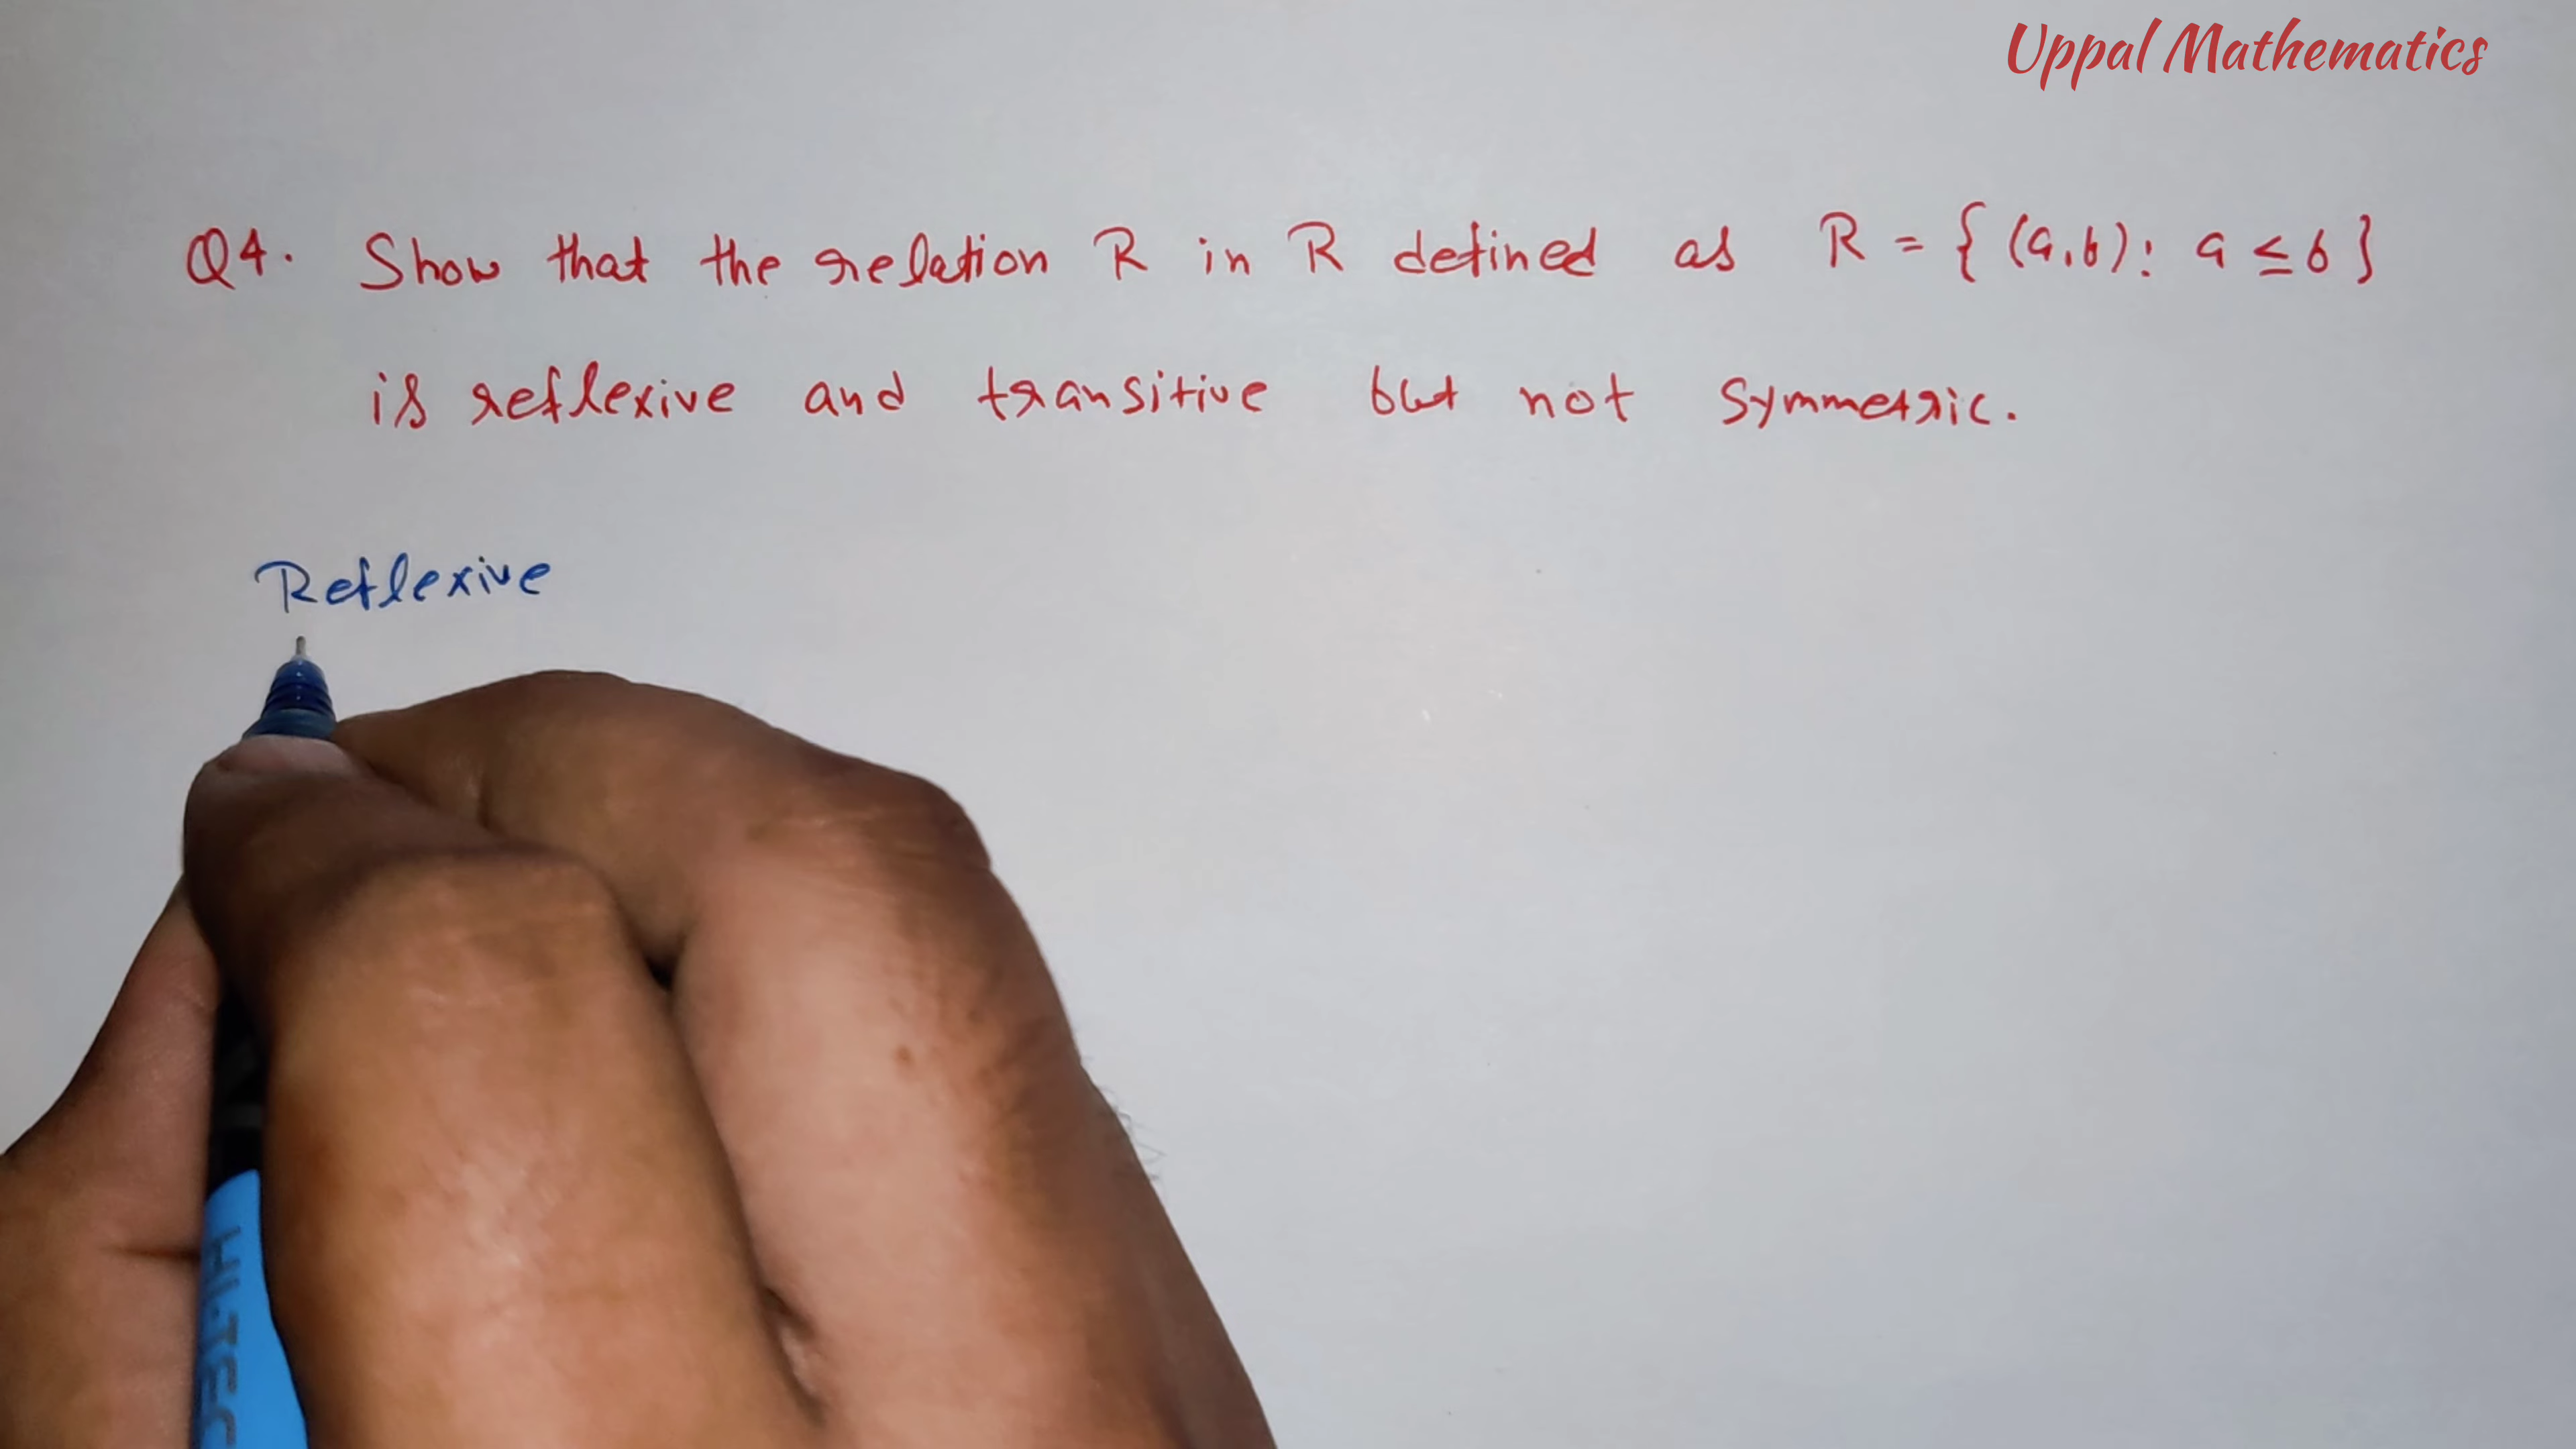 Uppal Mathematics
Q4. Show that the relation R in R defined as R = { (a,b): a ≤ b }
is reflexive and transitive but not symmetric.
Reflexive